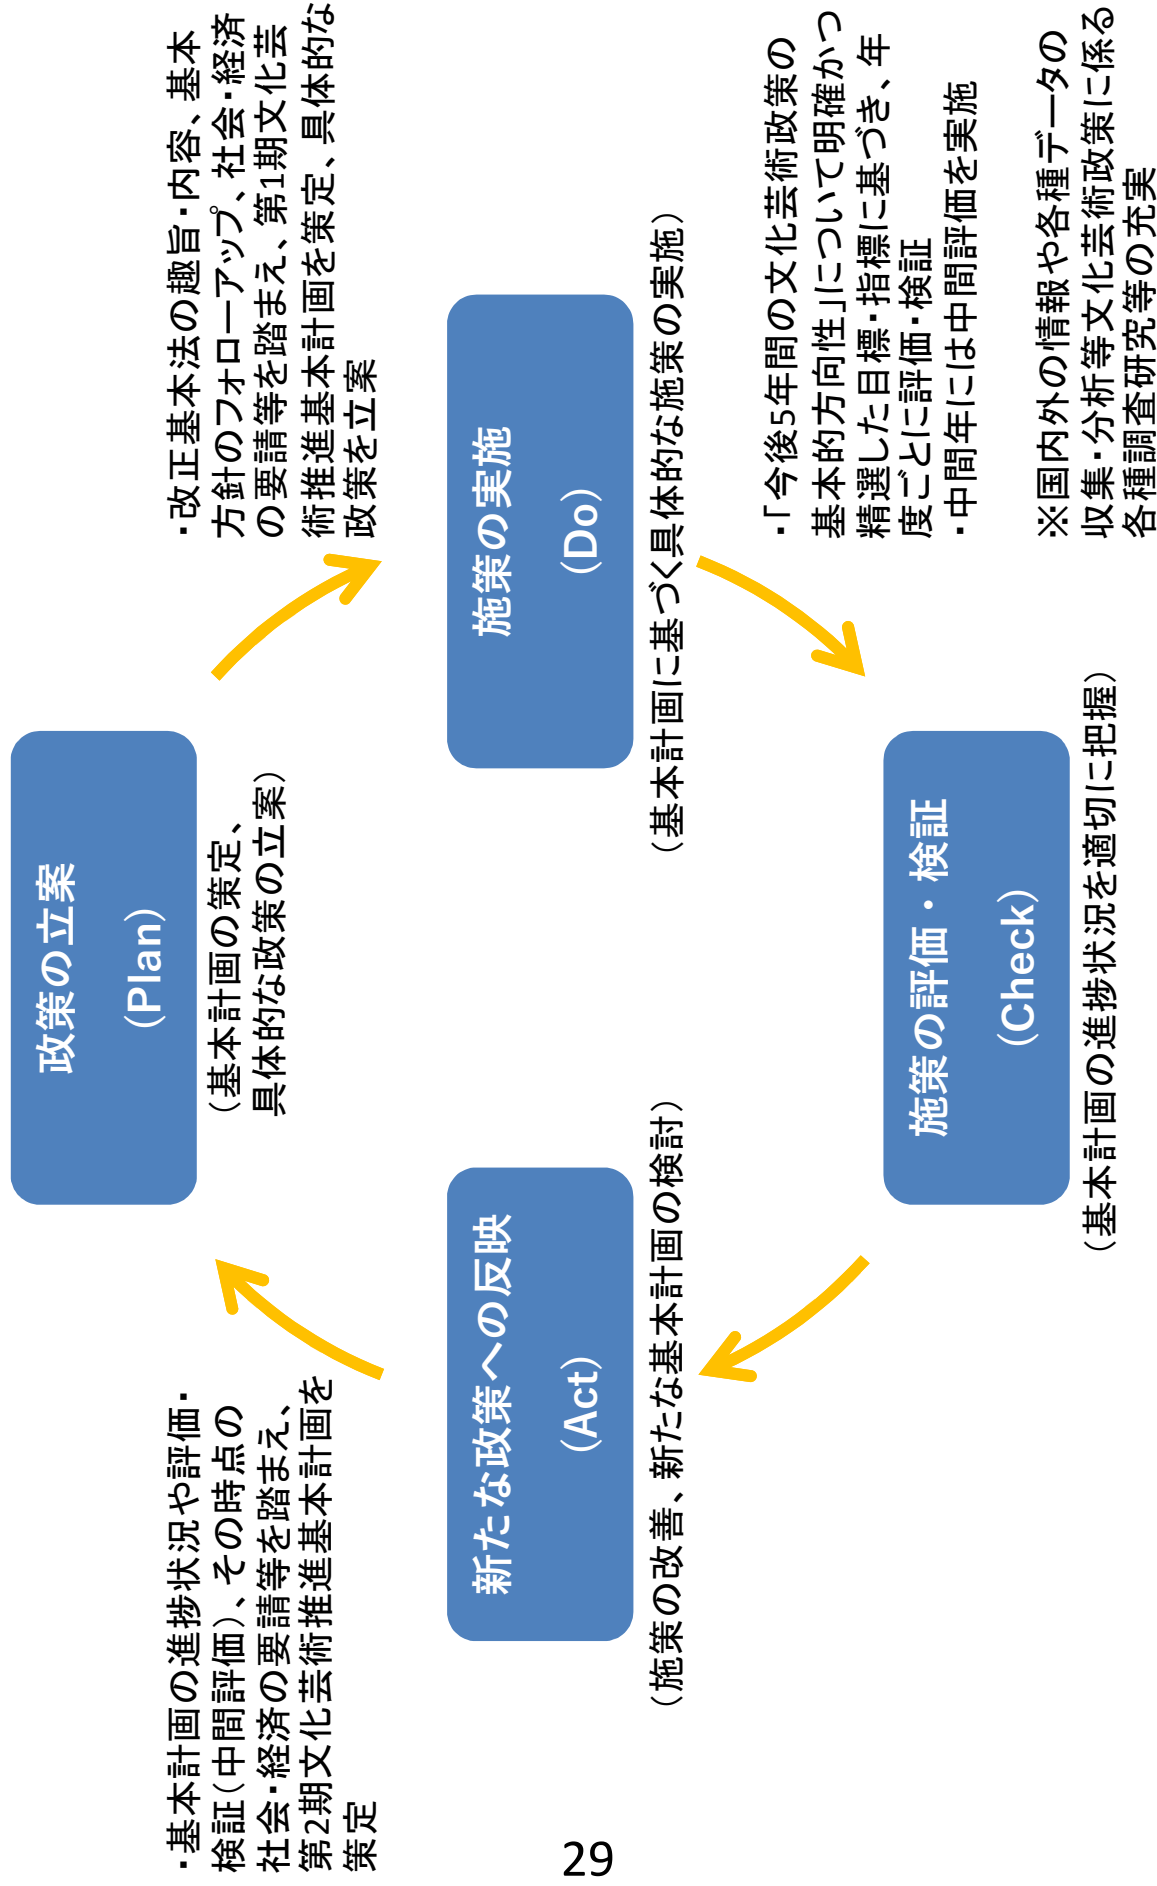 政策の立案
（Plan）
（基本計画の策定、
具体的な政策の立案）
・改正基本法の趣旨・内容、基本
方針のフォローアップ、社会・経済
の要請等を踏まえ、第1期文化芸
術推進基本計画を策定、具体的な
政策を立案
施策の実施
（Do）
（基本計画に基づく具体的な施策の実施）
・「今後5年間の文化芸術政策の
基本的方向性」について明確かつ
精選した目標・指標に基づき、年
度ごとに評価・検証
・中間年には中間評価を実施
※国内外の情報や各種データの
収集・分析等文化芸術政策に係る
各種調査研究等の充実
施策の評価・検証
（Check）
（基本計画の進捗状況を適切に把握）
新たな政策への反映
（Act）
（施策の改善、新たな基本計画の検討）
・基本計画の進捗状況や評価・
検証（中間評価）、その時点の
社会・経済の要請等を踏まえ、
第2期文化芸術推進基本計画を
策定
29